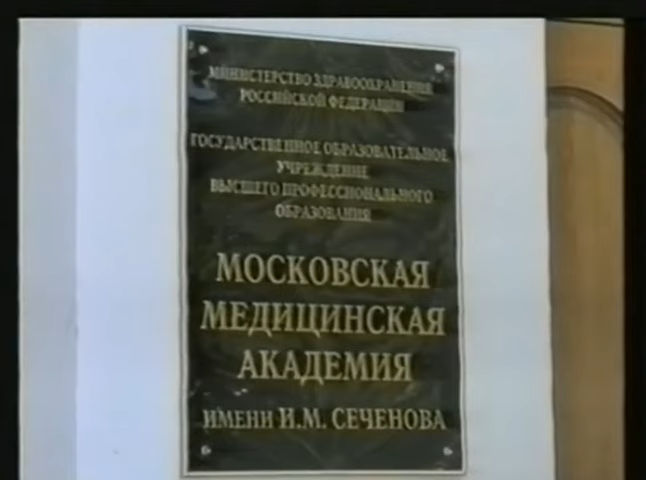 МИНИСТЕРСТВО ЗДРАВООХРАНЕНИЯ
РОССИЙСКОЙ ФЕДЕРАЦИИ
ГОСУДАРСТВЕННОЕ ОБРАЗОВАТЕЛЬНОЕ
УЧРЕЖДЕНИЕ
ВЫСШЕГО ПРОФЕССИОНАЛЬНОГО
ОБРАЗОВАНИЯ
МОСКОВСКАЯ
МЕДИЦИНСКАЯ
АКАДЕМИЯ
ИМЕНИ И.М. СЕЧЕНОВА